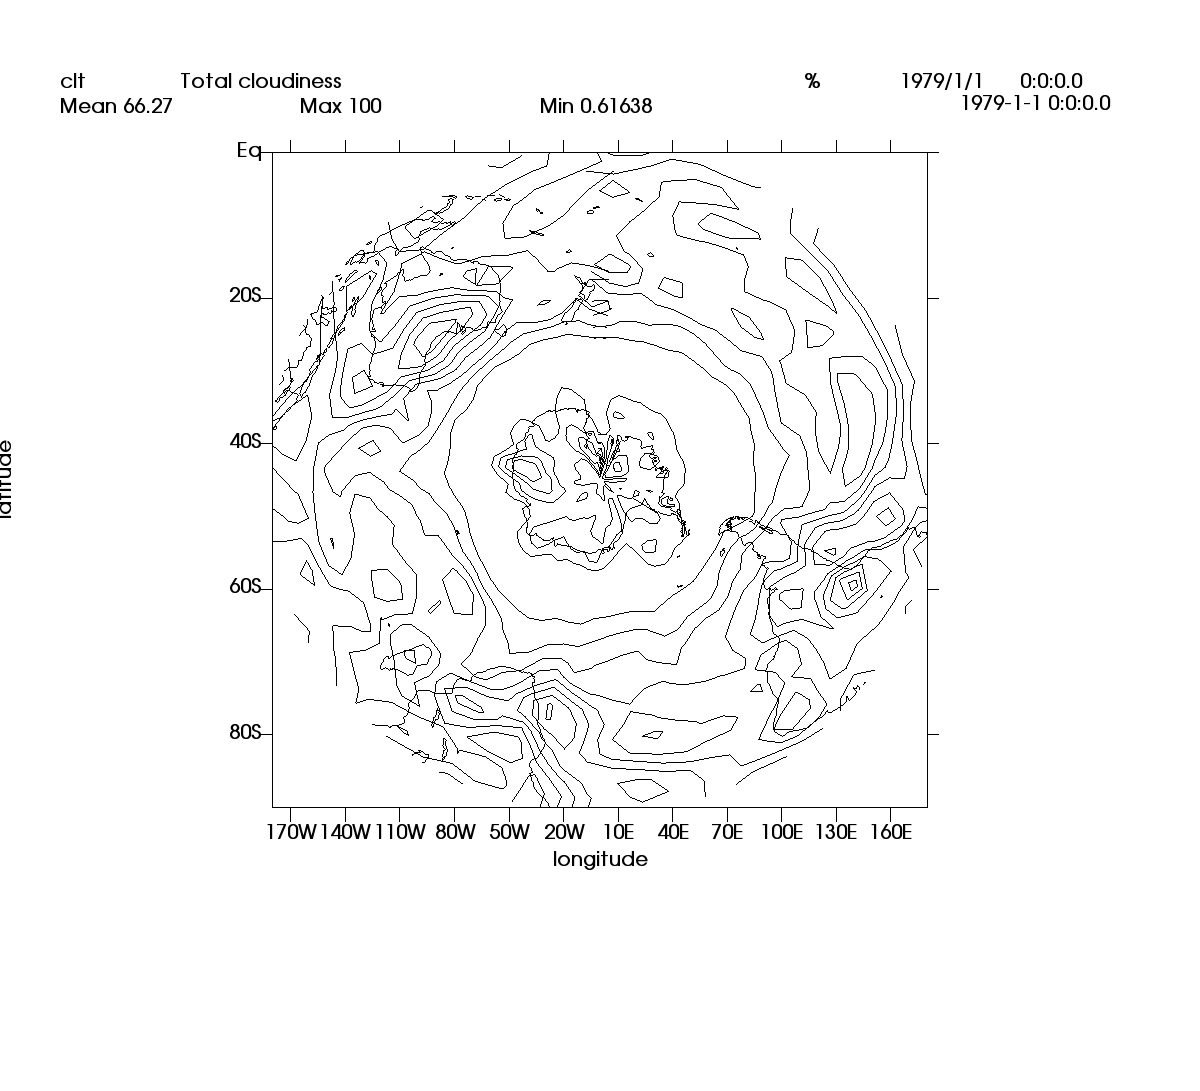 clt Total cloudiness % 1979/1/1 0:0:0.0
Mean 66.27 Max 100 Min 0.61638 1979-1-1 0:0:0.0
Eq
20S
40S
60S
80S
latitude
170W 140W 110W 80W 50W 20W 10E 40E 70E 100E 130E 160E
longitude